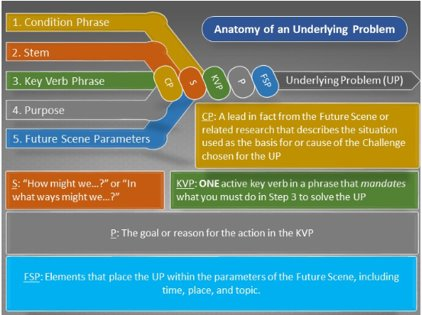 Anatomy of an Underlying Problem
1. Condition Phrase
2. Stem
3. Key Verb Phrase
4. Purpose
5. Future Scene Parameters
CP
S
KVP
P
FSP
Underlying Problem (UP)
CP: A lead in fact from the Future Scene or
related research that describes the situation
used as the basis for or cause of the Challenge
chosen for the UP
S: “How might we...?” or “In
what ways might we...?”
KVP: ONE active key verb in a phrase that mandates
what you must do in Step 3 to solve the UP
P: The goal or reason for the action in the KVP
FSP: Elements that place the UP within the parameters of the Future Scene, including
time, place, and topic.